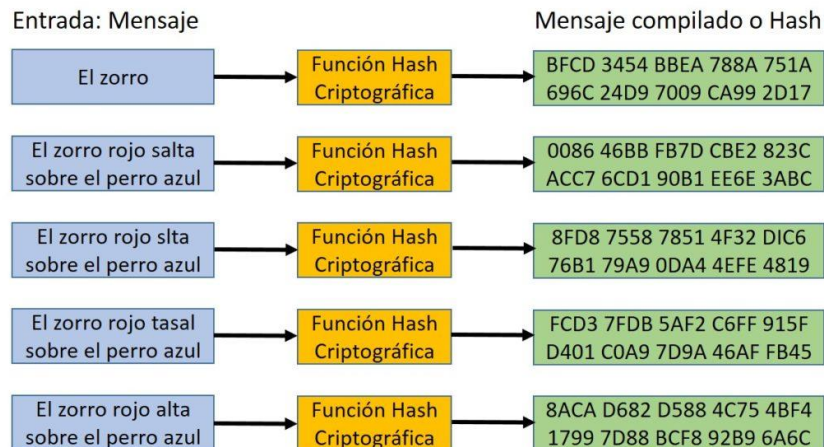 Entrada: Mensaje
Mensaje compilado o Hash
El zorro
Función Hash
Criptográfica
BFCD 3454 BBEA 788A 751A
696C 24D9 7009 CA99 2D17
El zorro rojo salta
sobre el perro azul
Función Hash
Criptográfica
0086 46BB FB7D CBE2 823C
ACC7 6CD1 90B1 EE6E 3ABC
El zorro rojo slta
sobre el perro azul
Función Hash
Criptográfica
8FD8 7558 7851 4F32 DIC6
76B1 79A9 0DA4 4EFE 4819
El zorro rojo tasal
sobre el perro azul
Función Hash
Criptográfica
FCD3 7FDB 5AF2 C6FF 915F
D401 C0A9 7D9A 46AF FB45
El zorro rojo alta
sobre el perro azul
Función Hash
Criptográfica
8ACA D682 D588 4C75 4BF4
1799 7D88 BCF8 92B9 6A6C